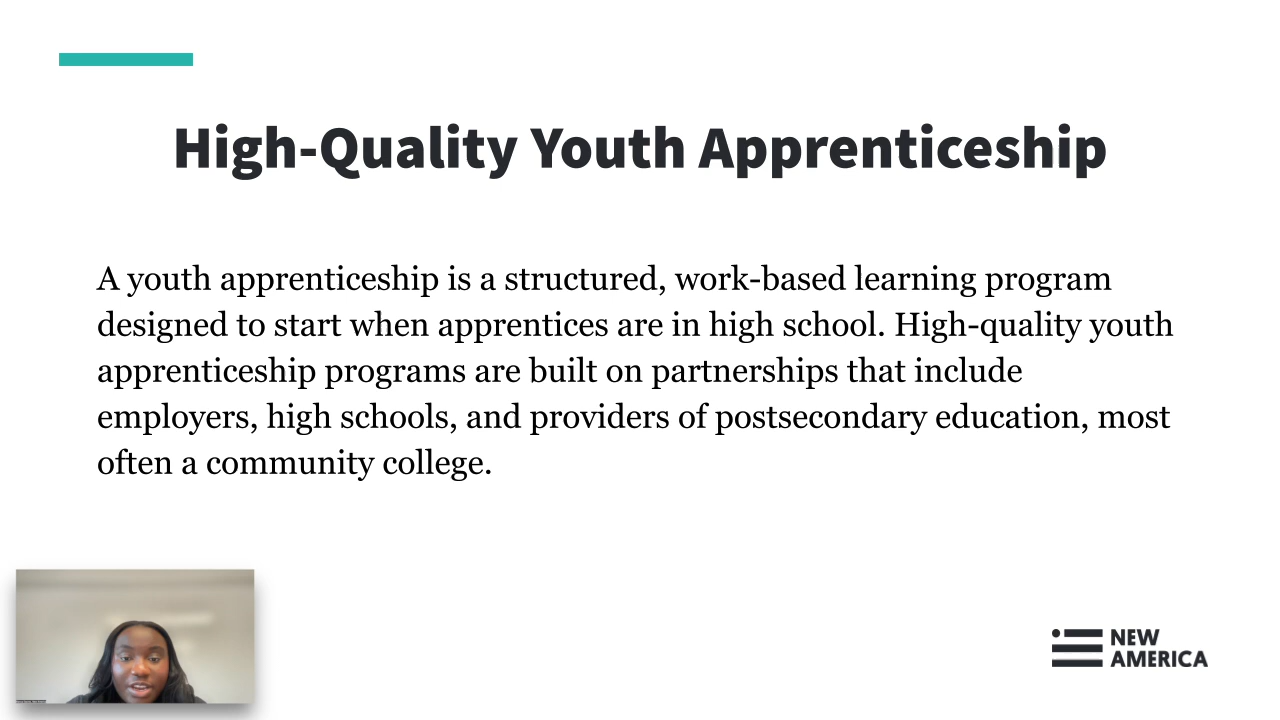 High-Quality Youth Apprenticeship
A youth apprenticeship is a structured, work-based learning program
designed to start when apprentices are in high school. High-quality youth
apprenticeship programs are built on partnerships that include
employers, high schools, and providers of postsecondary education, most
often a community college.
NEW
AMERICA